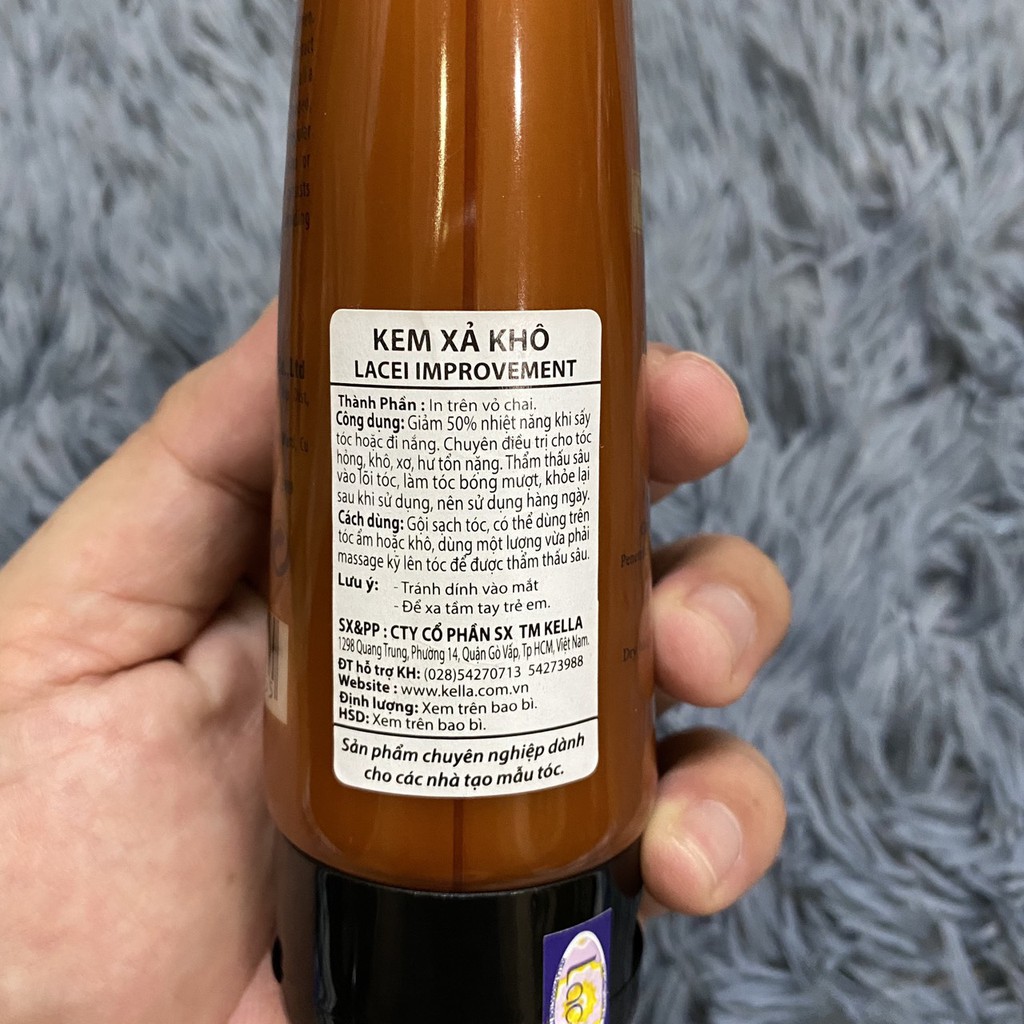 KEM XẢ KHÔ
LACEI IMPROVEMENT
Thành Phần : In trên vỏ chai.
Công dụng: Giảm 50% nhiệt năng khi sấy
tóc hoặc đi nắng. Chuyên điều trị cho tóc
hỏng, khô, xơ, hư tổn nặng. Thẩm thấu sâu
vào lõi tóc, làm tóc bóng mượt, khỏe lại
sau khi sử dụng, nên sử dụng hàng ngày.
Cách dùng: Gội sạch tóc, có thể dùng trên
tóc ẩm hoặc khô, dùng một lượng vừa phải
massage kỹ lên tóc để được thẩm thấu sâu.
Lưu ý: - Tránh dính vào mắt
- Để xa tầm tay trẻ em.
SX&PP : CTY CỔ PHẦN SX TM KELLA
1298 Quang Trung, Phường 14, Quận Gò Vấp, Tp HCM, Việt Nam.
ĐT hỗ trợ KH: (028)54270713 54273988
Website : www.kella.com.vn
Định lượng: Xem trên bao bì.
HSD: Xem trên bao bì.
Sản phẩm chuyên nghiệp dành
cho các nhà tạo mẫu tóc.